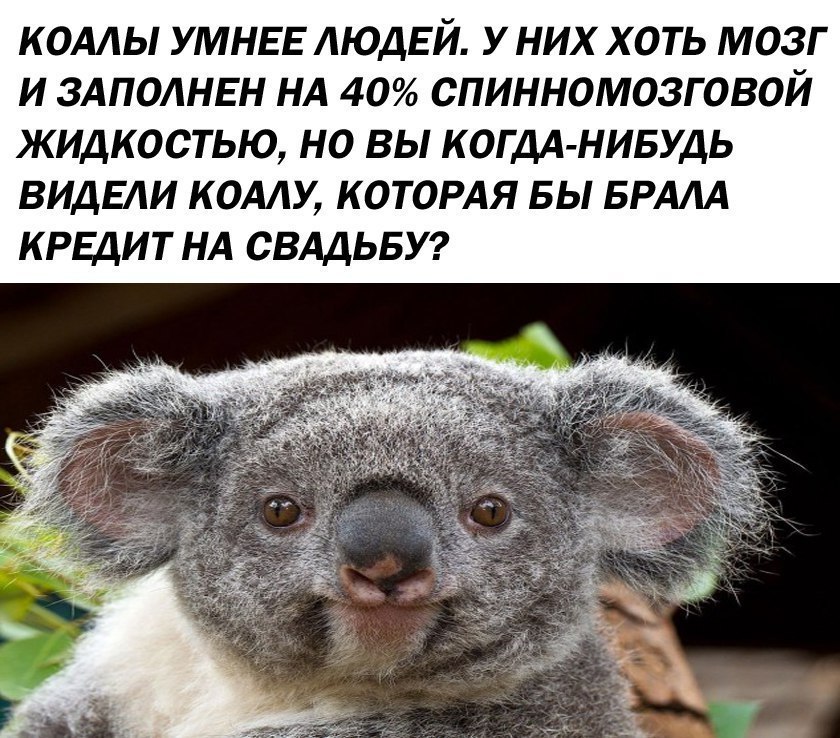 КОАЛЫ УМНЕЕ ЛЮДЕЙ. У НИХ ХОТЬ МОЗГ
И ЗАПОЛНЕН НА 40% СПИННОМОЗГОВОЙ
ЖИДКОСТЬЮ, НО ВЫ КОГДА-НИБУДЬ
ВИДЕЛИ КОАЛУ, КОТОРАЯ БЫ БРАЛА
КРЕДИТ НА СВАДЬБУ?